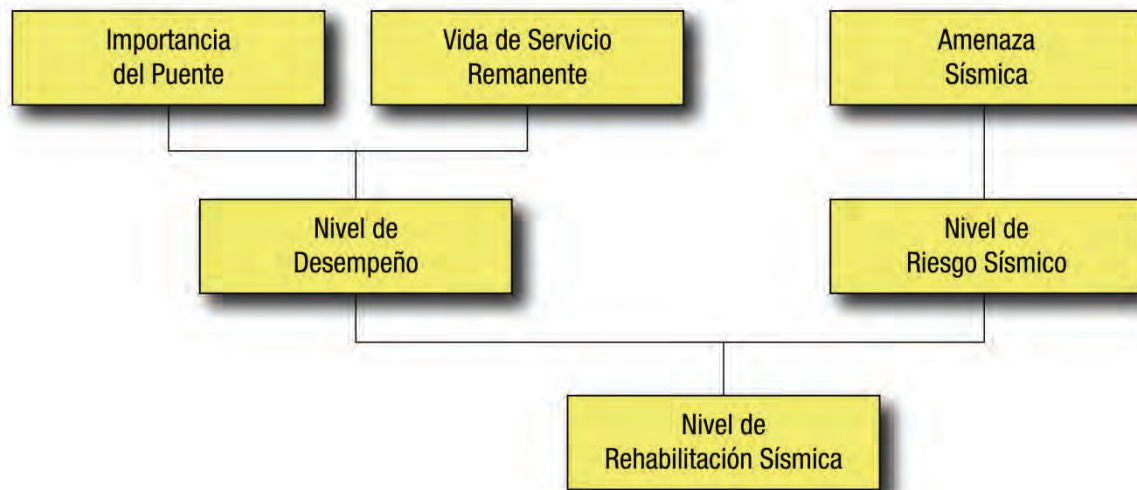 Importancia
del Puente
Vida de Servicio
Remanente
Amenaza
Sísmica
Nivel de
Desempeño
Nivel de
Riesgo Sísmico
Nivel de
Rehabilitación Sísmica